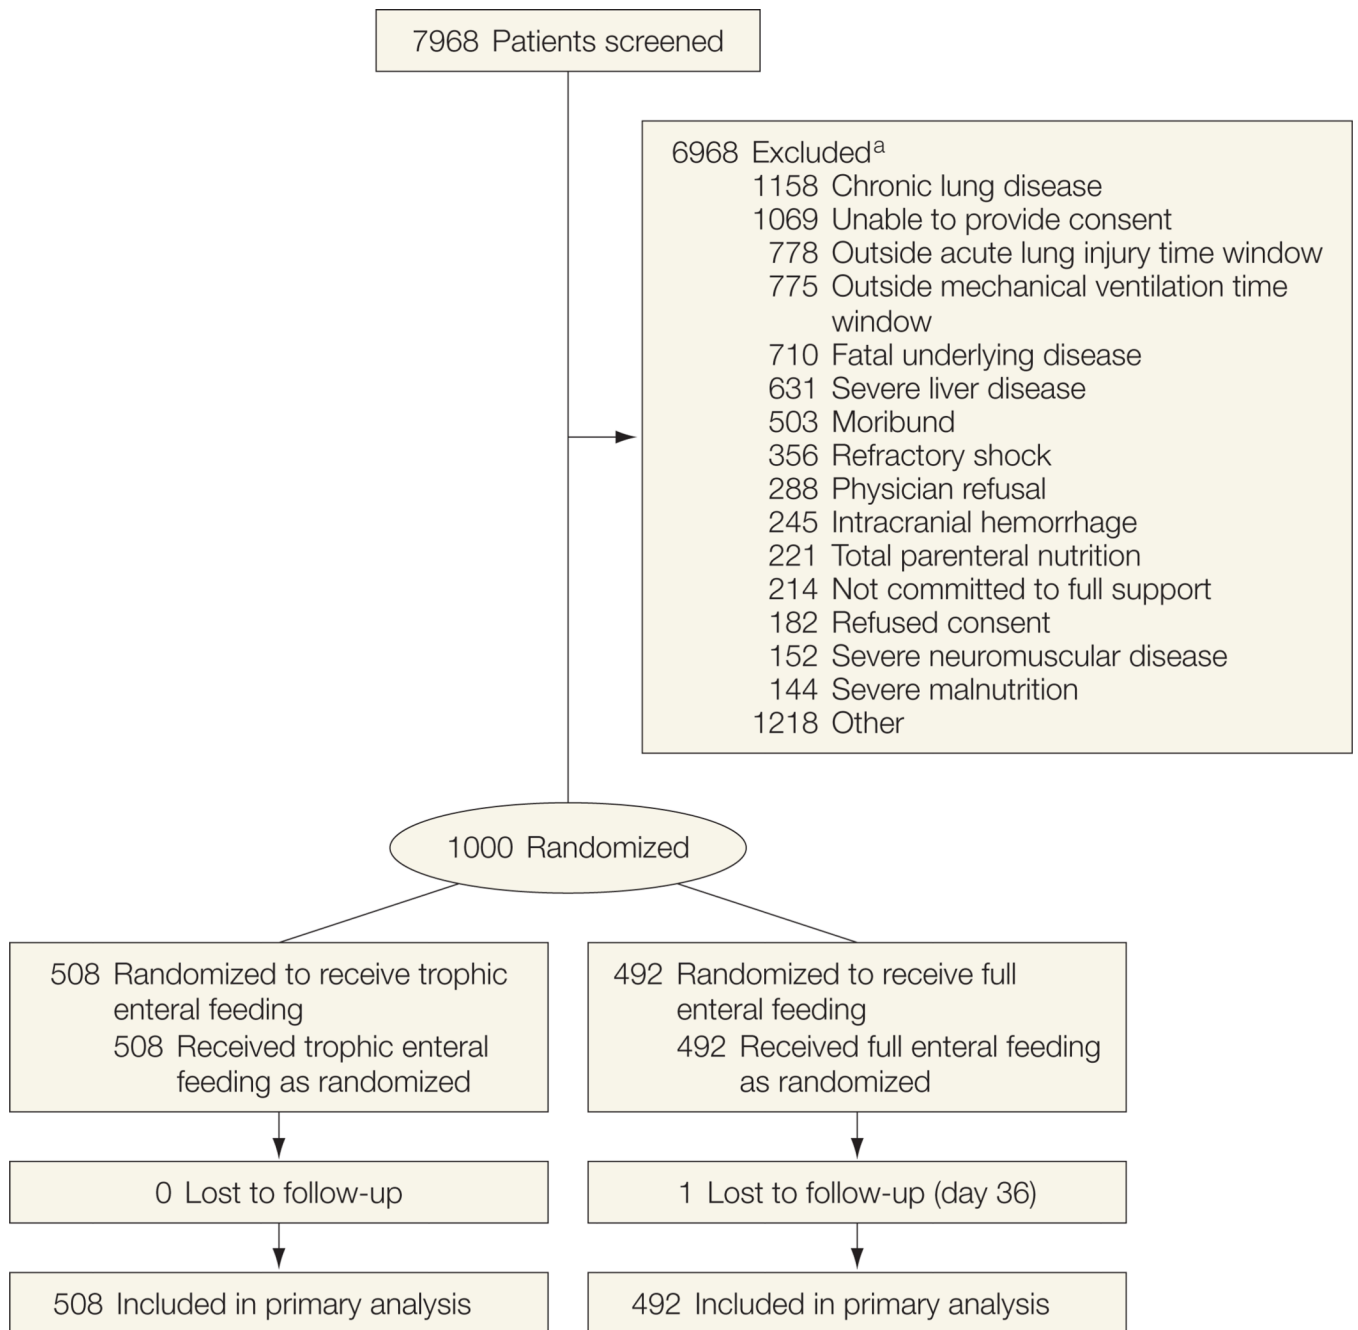 7968 Patients screened
6968 Excludedᵃ
1158 Chronic lung disease
1069 Unable to provide consent
778 Outside acute lung injury time window
775 Outside mechanical ventilation time
window
710 Fatal underlying disease
631 Severe liver disease
503 Moribund
356 Refractory shock
288 Physician refusal
245 Intracranial hemorrhage
221 Total parenteral nutrition
214 Not committed to full support
182 Refused consent
152 Severe neuromuscular disease
144 Severe malnutrition
1218 Other
1000 Randomized
508 Randomized to receive trophic
enteral feeding
508 Received trophic enteral
feeding as randomized
492 Randomized to receive full
enteral feeding
492 Received full enteral feeding
as randomized
0 Lost to follow-up
1 Lost to follow-up (day 36)
508 Included in primary analysis
492 Included in primary analysis